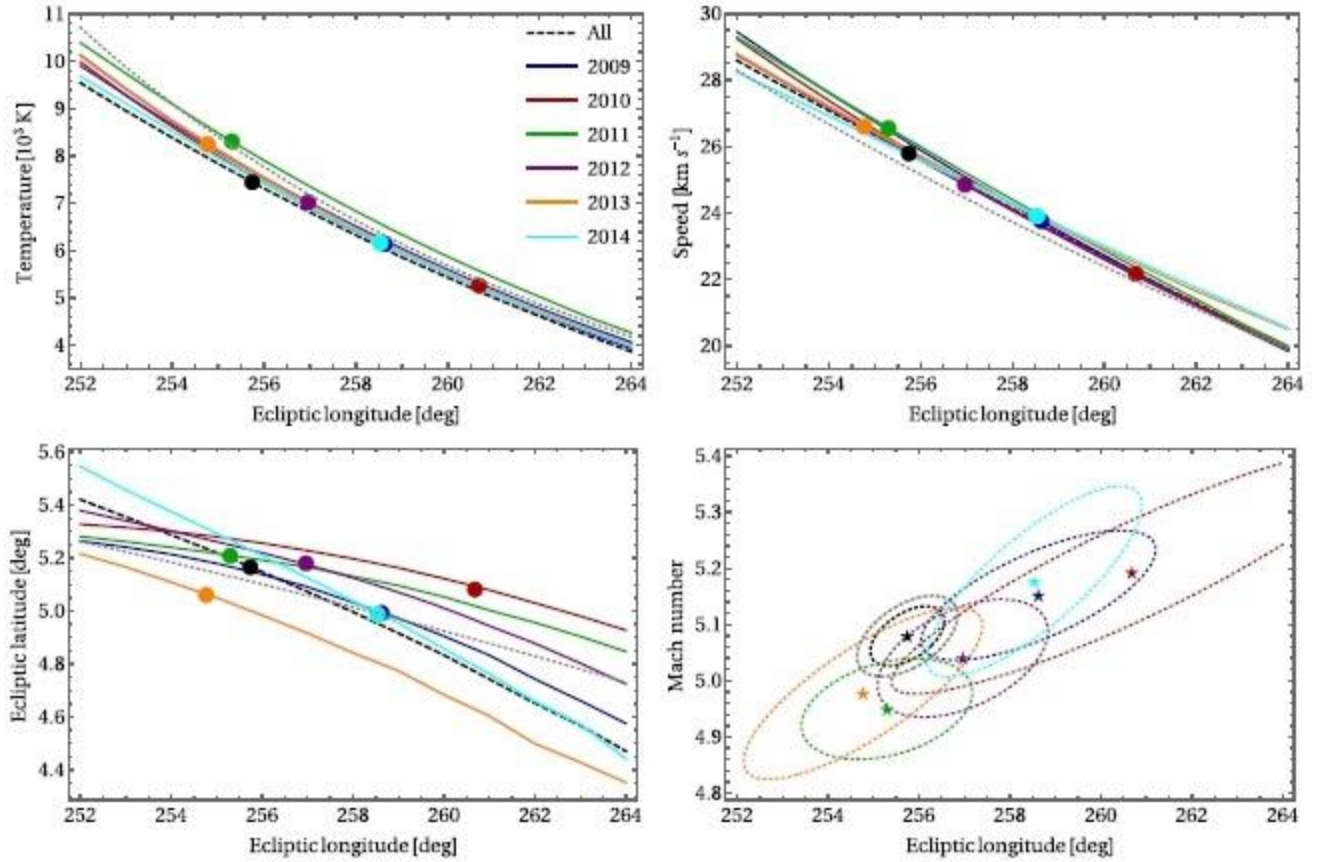 Temperature [10³ K]
11
10
9
8
7
6
5
4
252 254 256 258 260 262 264
Ecliptic longitude [deg]
All
2009
2010
2011
2012
2013
2014
Speed [km s⁻¹]
30
28
26
24
22
20
252 254 256 258 260 262 264
Ecliptic longitude [deg]
Ecliptic latitude [deg]
5.6
5.4
5.2
5.0
4.8
4.6
4.4
252 254 256 258 260 262 264
Ecliptic longitude [deg]
Mach number
5.4
5.3
5.2
5.1
5.0
4.9
4.8
252 254 256 258 260 262 264
Ecliptic longitude [deg]